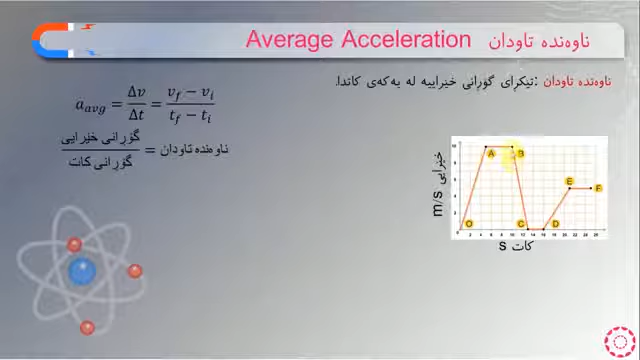 ناوەندە تاودان Average Acceleration
ناوەندە تاودان :تێکڕای گۆڕانی خێراییە لە یەکەی کاتدا.
a_avg = Δv/Δt = (v_f − v_i)/(t_f − t_i)
ناوەندە تاودان = گۆڕانی خێرایی / گۆڕانی کات
خێرایی m/s
A B
E F
O C D
کات s